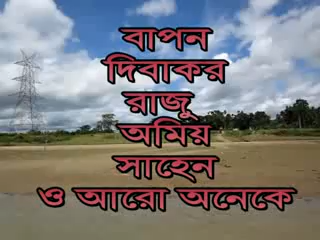 বাপন
দিবাকর
রাজু
অমিয়
সাহেন
ও আরো অনেকে